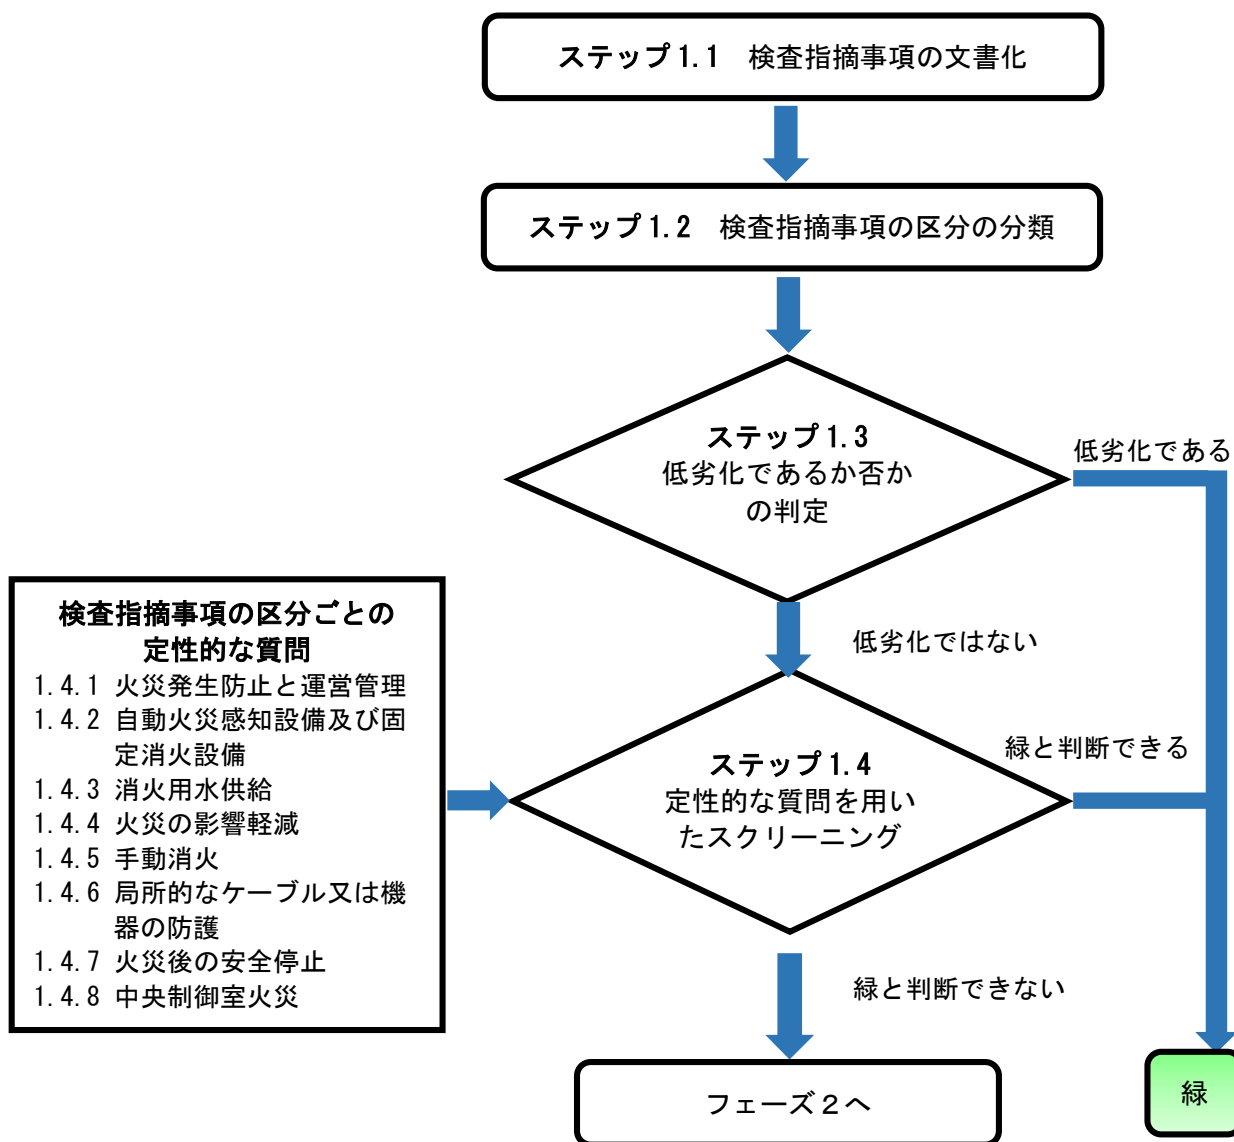 ステップ1.1　検査指摘事項の文書化
ステップ1.2　検査指摘事項の区分の分類
ステップ1.3
低劣化であるか否か
の判定
低劣化である
低劣化ではない
検査指摘事項の区分ごとの
定性的な質問
1.4.1 火災発生防止と運営管理
1.4.2 自動火災感知設備及び固
定消火設備
1.4.3 消火用水供給
1.4.4 火災の影響軽減
1.4.5 手動消火
1.4.6 局所的なケーブル又は機
器の防護
1.4.7 火災後の安全停止
1.4.8 中央制御室火災
ステップ1.4
定性的な質問を用い
たスクリーニング
緑と判断できる
緑と判断できない
フェーズ２へ
緑